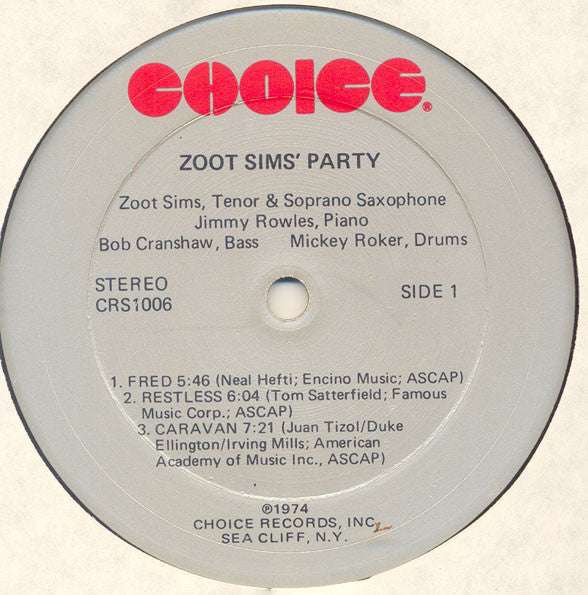 CHOICE®
ZOOT SIMS' PARTY
Zoot Sims, Tenor & Soprano Saxophone
Jimmy Rowles, Piano
Bob Cranshaw, Bass Mickey Roker, Drums
STEREO
CRS1006
SIDE 1
1. FRED 5:46 (Neal Hefti; Encino Music; ASCAP)
2. RESTLESS 6:04 (Tom Satterfield; Famous
Music Corp.; ASCAP)
3. CARAVAN 7:21 (Juan Tizol/Duke
Ellington/Irving Mills; American
Academy of Music Inc., ASCAP)
℗1974
CHOICE RECORDS, INC.
SEA CLIFF, N.Y.